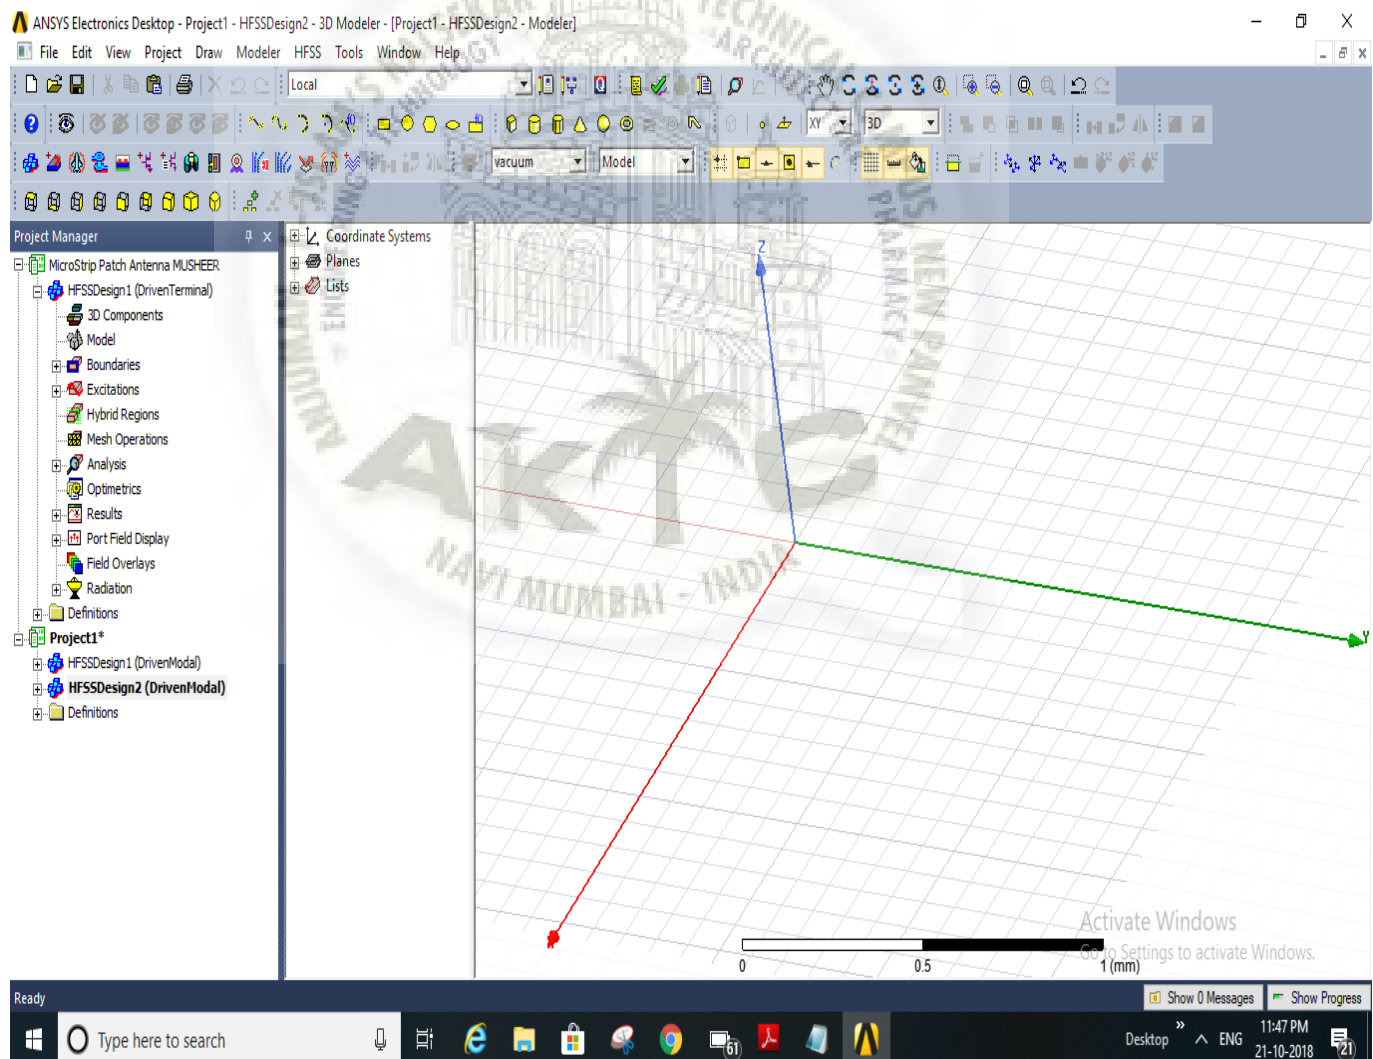 ANSYS Electronics Desktop - Project1 - HFSSDesign2 - 3D Modeler - [Project1 - HFSSDesign2 - Modeler]
File Edit View Project Draw Modeler HFSS Tools Window Help
Local
XY 3D
vacuum Model
Project Manager
MicroStrip Patch Antenna MUSHEER
HFSSDesign1 (DrivenTerminal)
3D Components
Model
Boundaries
Excitations
Hybrid Regions
Mesh Operations
Analysis
Optimetrics
Results
Port Field Display
Field Overlays
Radiation
Definitions
Project1*
HFSSDesign1 (DrivenModal)
HFSSDesign2 (DrivenModal)
Definitions
Coordinate Systems
Planes
Lists
Z
Y
AKTC
NAVI MUMBAI - INDIA
0 0.5 1 (mm)
Activate Windows
Go to Settings to activate Windows.
Ready
Show 0 Messages Show Progress
Type here to search
61
Desktop ENG
11:47 PM
21-10-2018
21